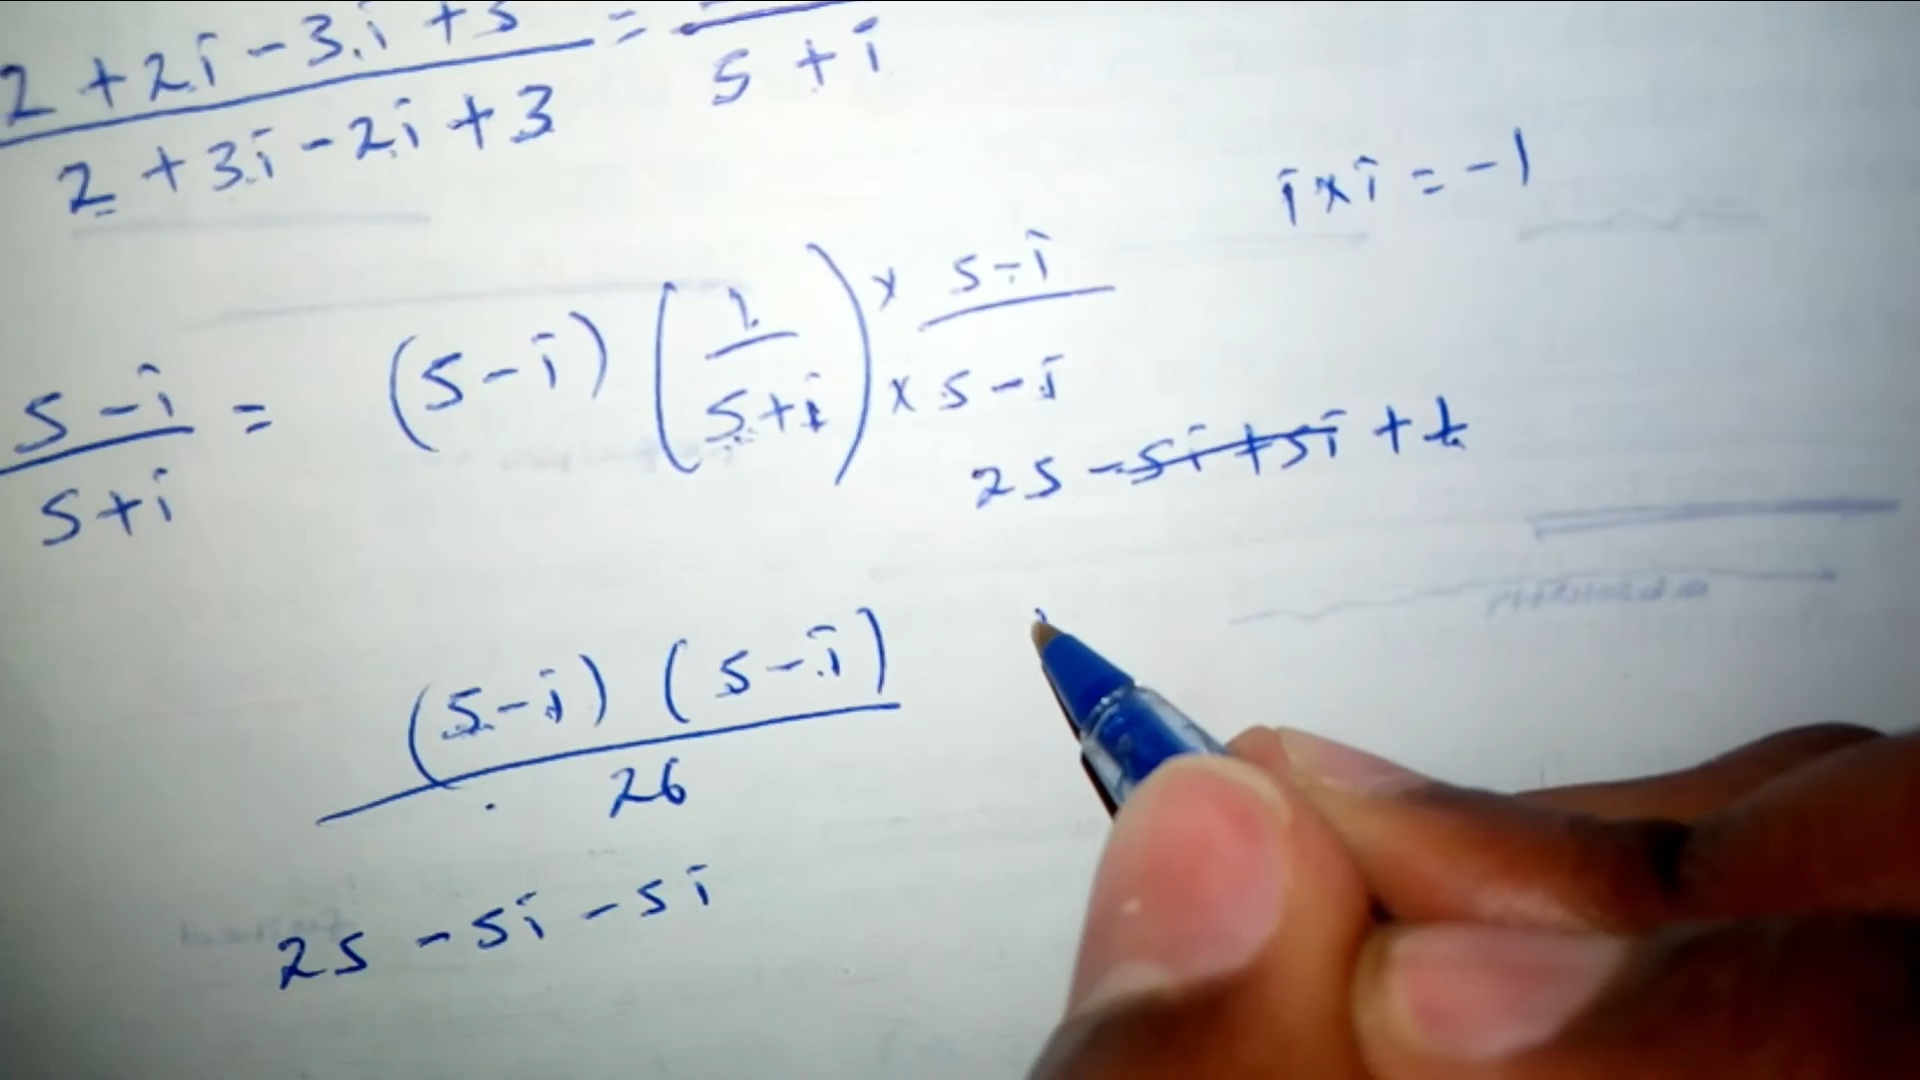 2 + 2i - 3i + 3 =
2 + 3i - 2i + 3
5 + i
i x i = -1
5 - i / 5 + i = (5 - i) (1 / 5 + i) x 5 - i / x 5 - i
25 - 5i + 5i + 1
(5 - i) (5 - i)
26
25 - 5i - 5i